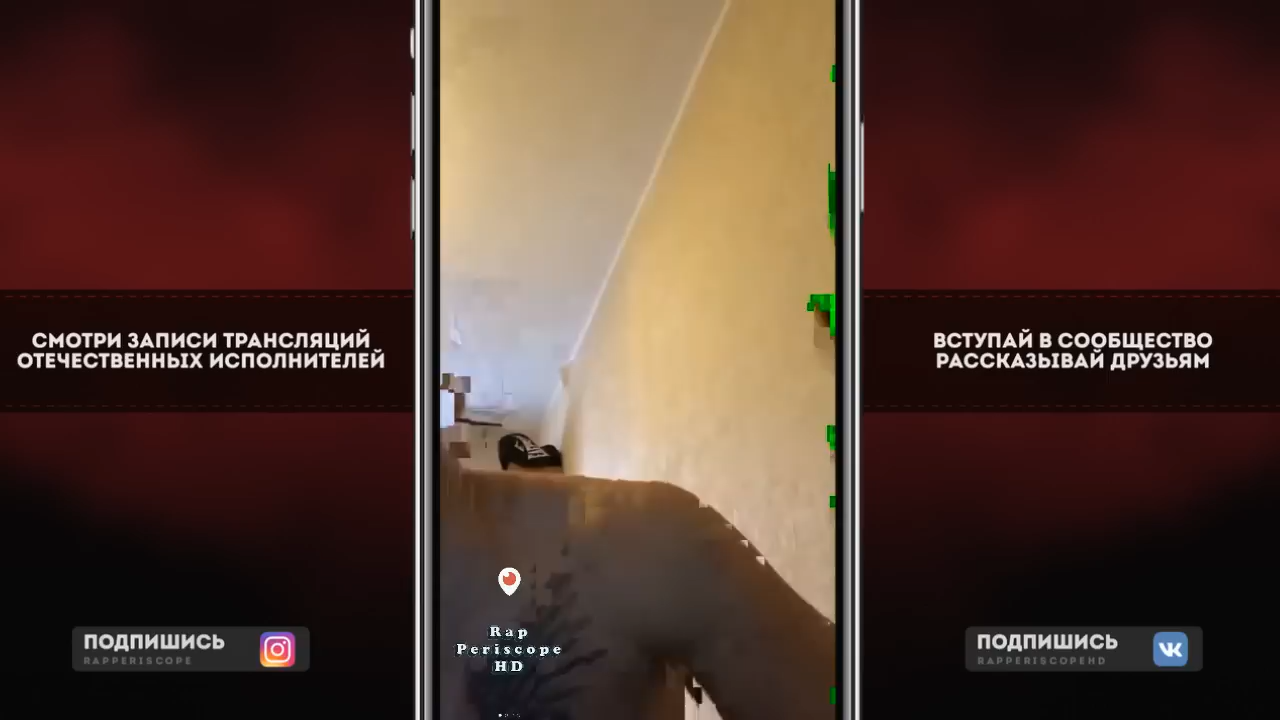 СМОТРИ ЗАПИСИ ТРАНСЛЯЦИЙ
ОТЕЧЕСТВЕННЫХ ИСПОЛНИТЕЛЕЙ
ВСТУПАЙ В СООБЩЕСТВО
РАССКАЗЫВАЙ ДРУЗЬЯМ
Rap
Periscope
HD
ПОДПИШИСЬ
RAPPERISCOPE
ПОДПИШИСЬ
RAPPERISCOPEHD